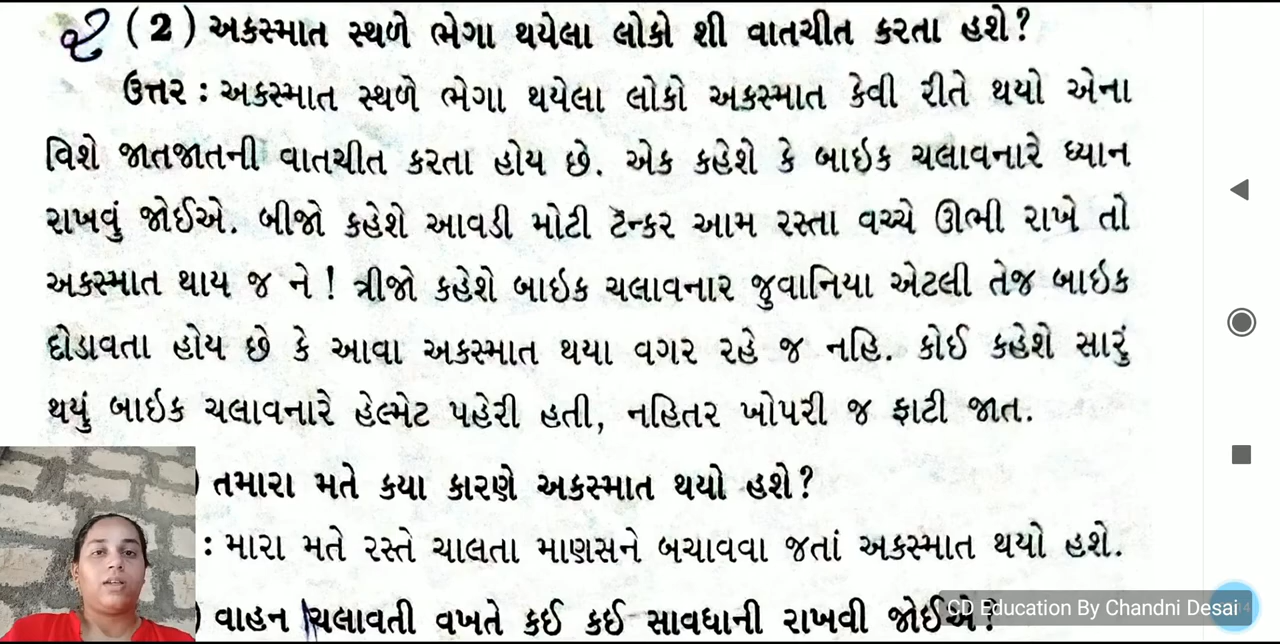 ૨ (2) અકસ્માત સ્થળે ભેગા થયેલા લોકો શી વાતચીત કરતા હશે?
ઉત્તર : અકસ્માત સ્થળે ભેગા થયેલા લોકો અકસ્માત કેવી રીતે થયો એના
વિશે જાતજાતની વાતચીત કરતા હોય છે. એક કહેશે કે બાઇક ચલાવનારે ધ્યાન
રાખવું જોઈએ. બીજો કહેશે આવડી મોટી ટૅન્કર આમ રસ્તા વચ્ચે ઊભી રાખે તો
અકસ્માત થાય જ ને! ત્રીજો કહેશે બાઇક ચલાવનાર જુવાનિયા એટલી તેજ બાઇક
દોડાવતા હોય છે કે આવા અકસ્માત થયા વગર રહે જ નહિ. કોઈ કહેશે સારું
થયું બાઇક ચલાવનારે હેલ્મેટ પહેરી હતી, નહિતર ખોપરી જ ફાટી જાત.
) તમારા મતે કયા કારણે અકસ્માત થયો હશે?
: મારા મતે રસ્તે ચાલતા માણસને બચાવવા જતાં અકસ્માત થયો હશે.
) વાહન ચલાવતી વખતે કઈ કઈ સાવધાની રાખવી જોઈએ?
CD Education By Chandni Desai